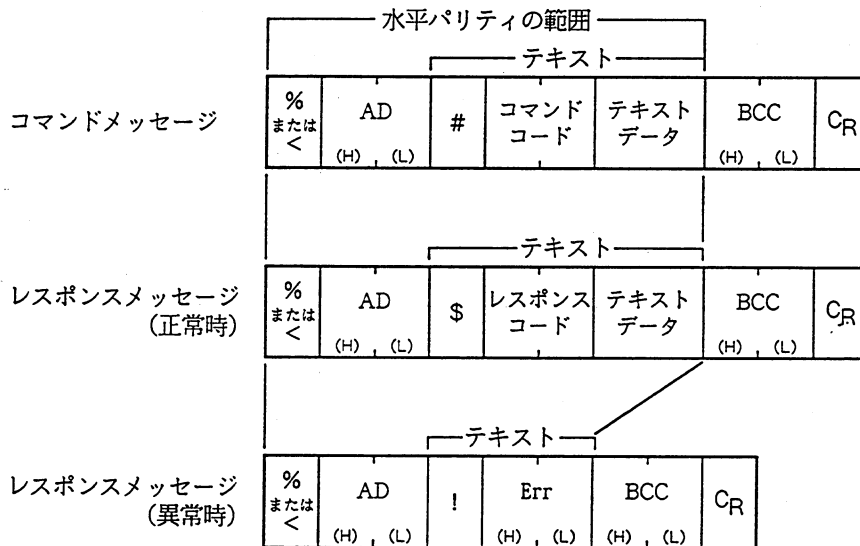 水平パリティの範囲
テキスト
コマンドメッセージ
%
または
<
AD
(H) (L)
#
コマンド
コード
テキスト
データ
BCC
(H) (L)
CR
テキスト
レスポンスメッセージ
(正常時)
%
または
<
AD
(H) (L)
$
レスポンス
コード
テキスト
データ
BCC
(H) (L)
CR
テキスト
レスポンスメッセージ
(異常時)
%
または
<
AD
(H) (L)
!
Err
(H) (L)
BCC
(H) (L)
CR